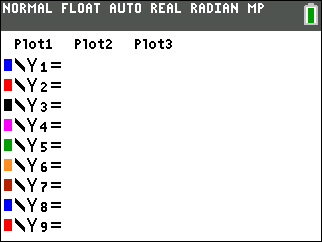 NORMAL FLOAT AUTO REAL RADIAN MP
Plot1 Plot2 Plot3
\Y1=
\Y2=
\Y3=
\Y4=
\Y5=
\Y6=
\Y7=
\Y8=
\Y9=